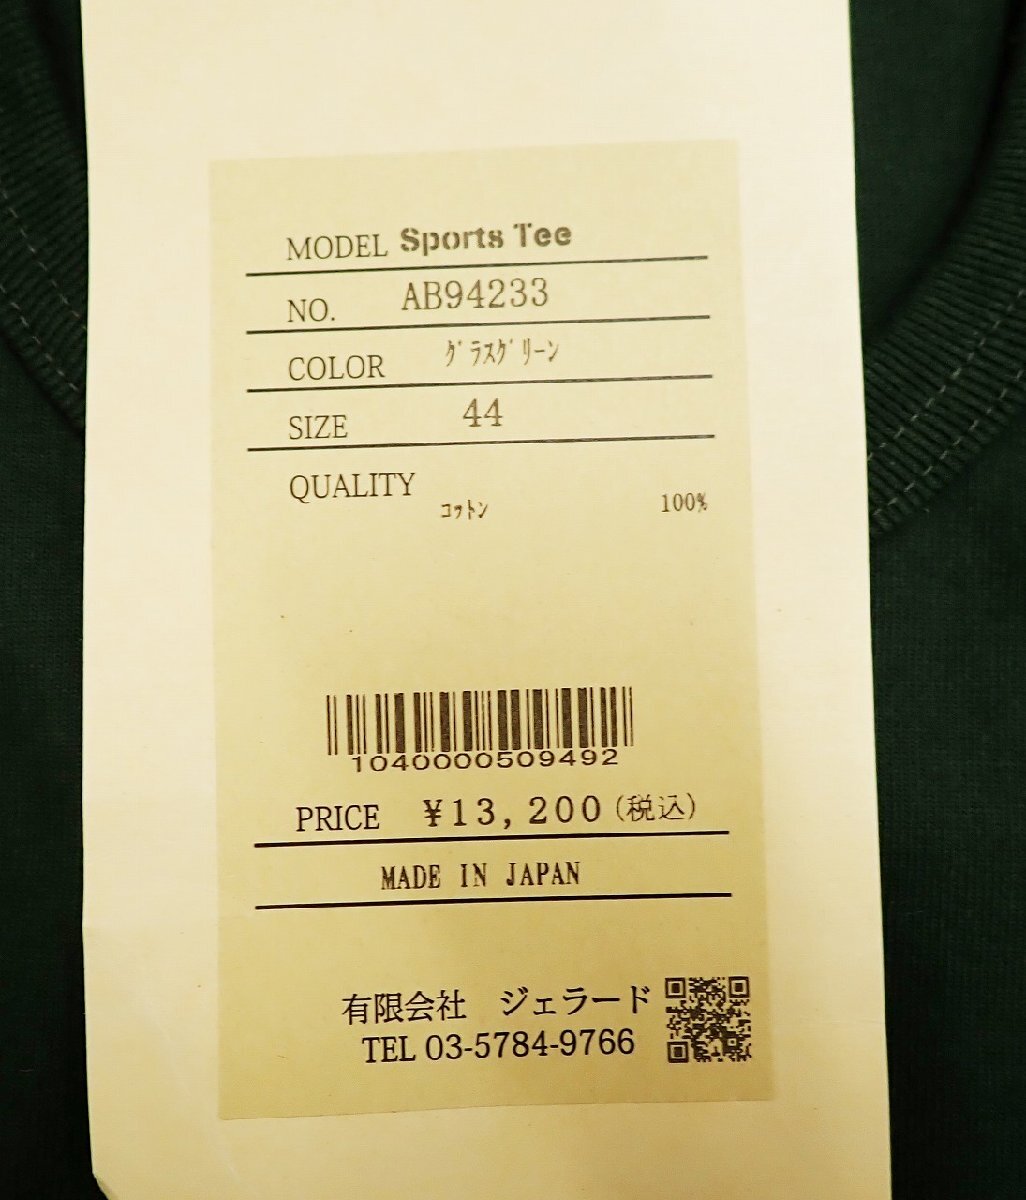 MODEL Sports Tee
NO. AB94233
COLOR ｸﾞﾗｽｸﾞﾘｰﾝ
SIZE 44
QUALITY
ｺｯﾄﾝ 100%
1040000509492
PRICE ¥13,200(税込)
MADE IN JAPAN
有限会社 ジェラード
TEL 03-5784-9766